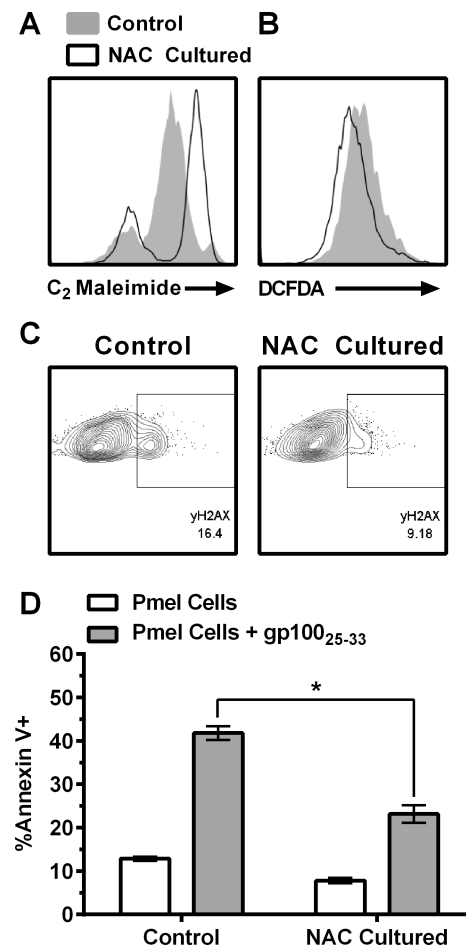 A
Control
NAC Cultured
B
C2 Maleimide
DCFDA
C
Control
NAC Cultured
yH2AX
16.4
yH2AX
9.18
D
Pmel Cells
Pmel Cells + gp10025-33
%Annexin V+
60
50
40
30
20
10
0
*
Control
NAC Cultured